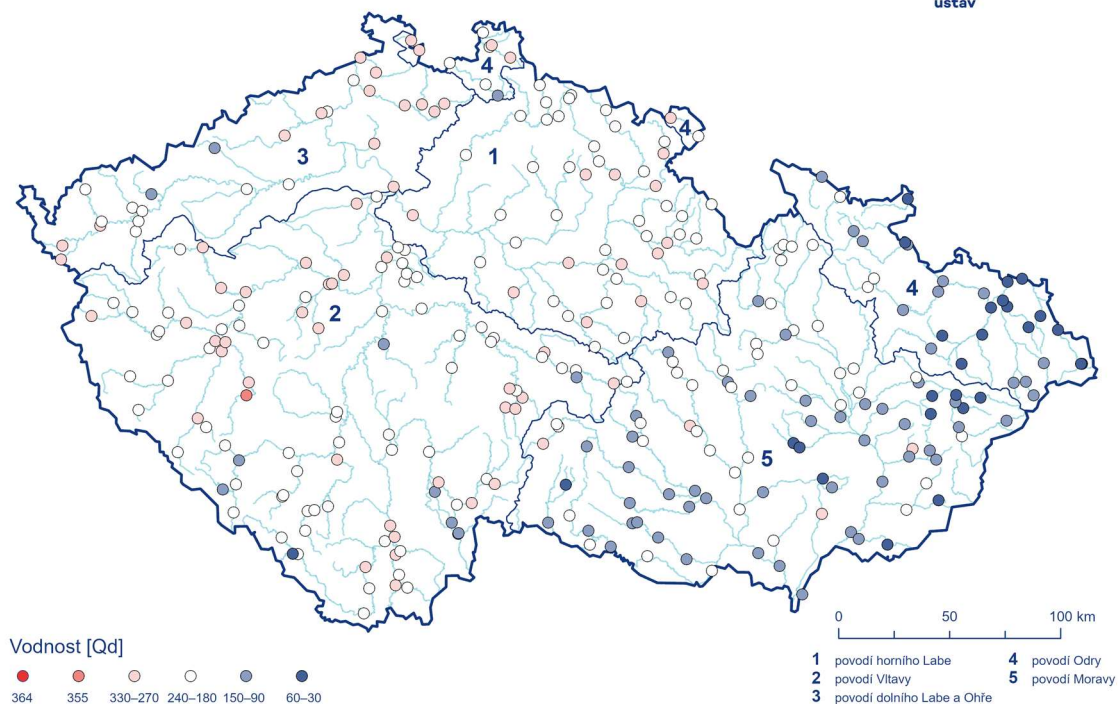 ústav
4
4
3
1
4
2
5
0
50
100 km
Vodnost [Qd]
364
355
330–270
240–180
150–90
60–30
1 povodí horního Labe
2 povodí Vltavy
3 povodí dolního Labe a Ohře
4 povodí Odry
5 povodí Moravy